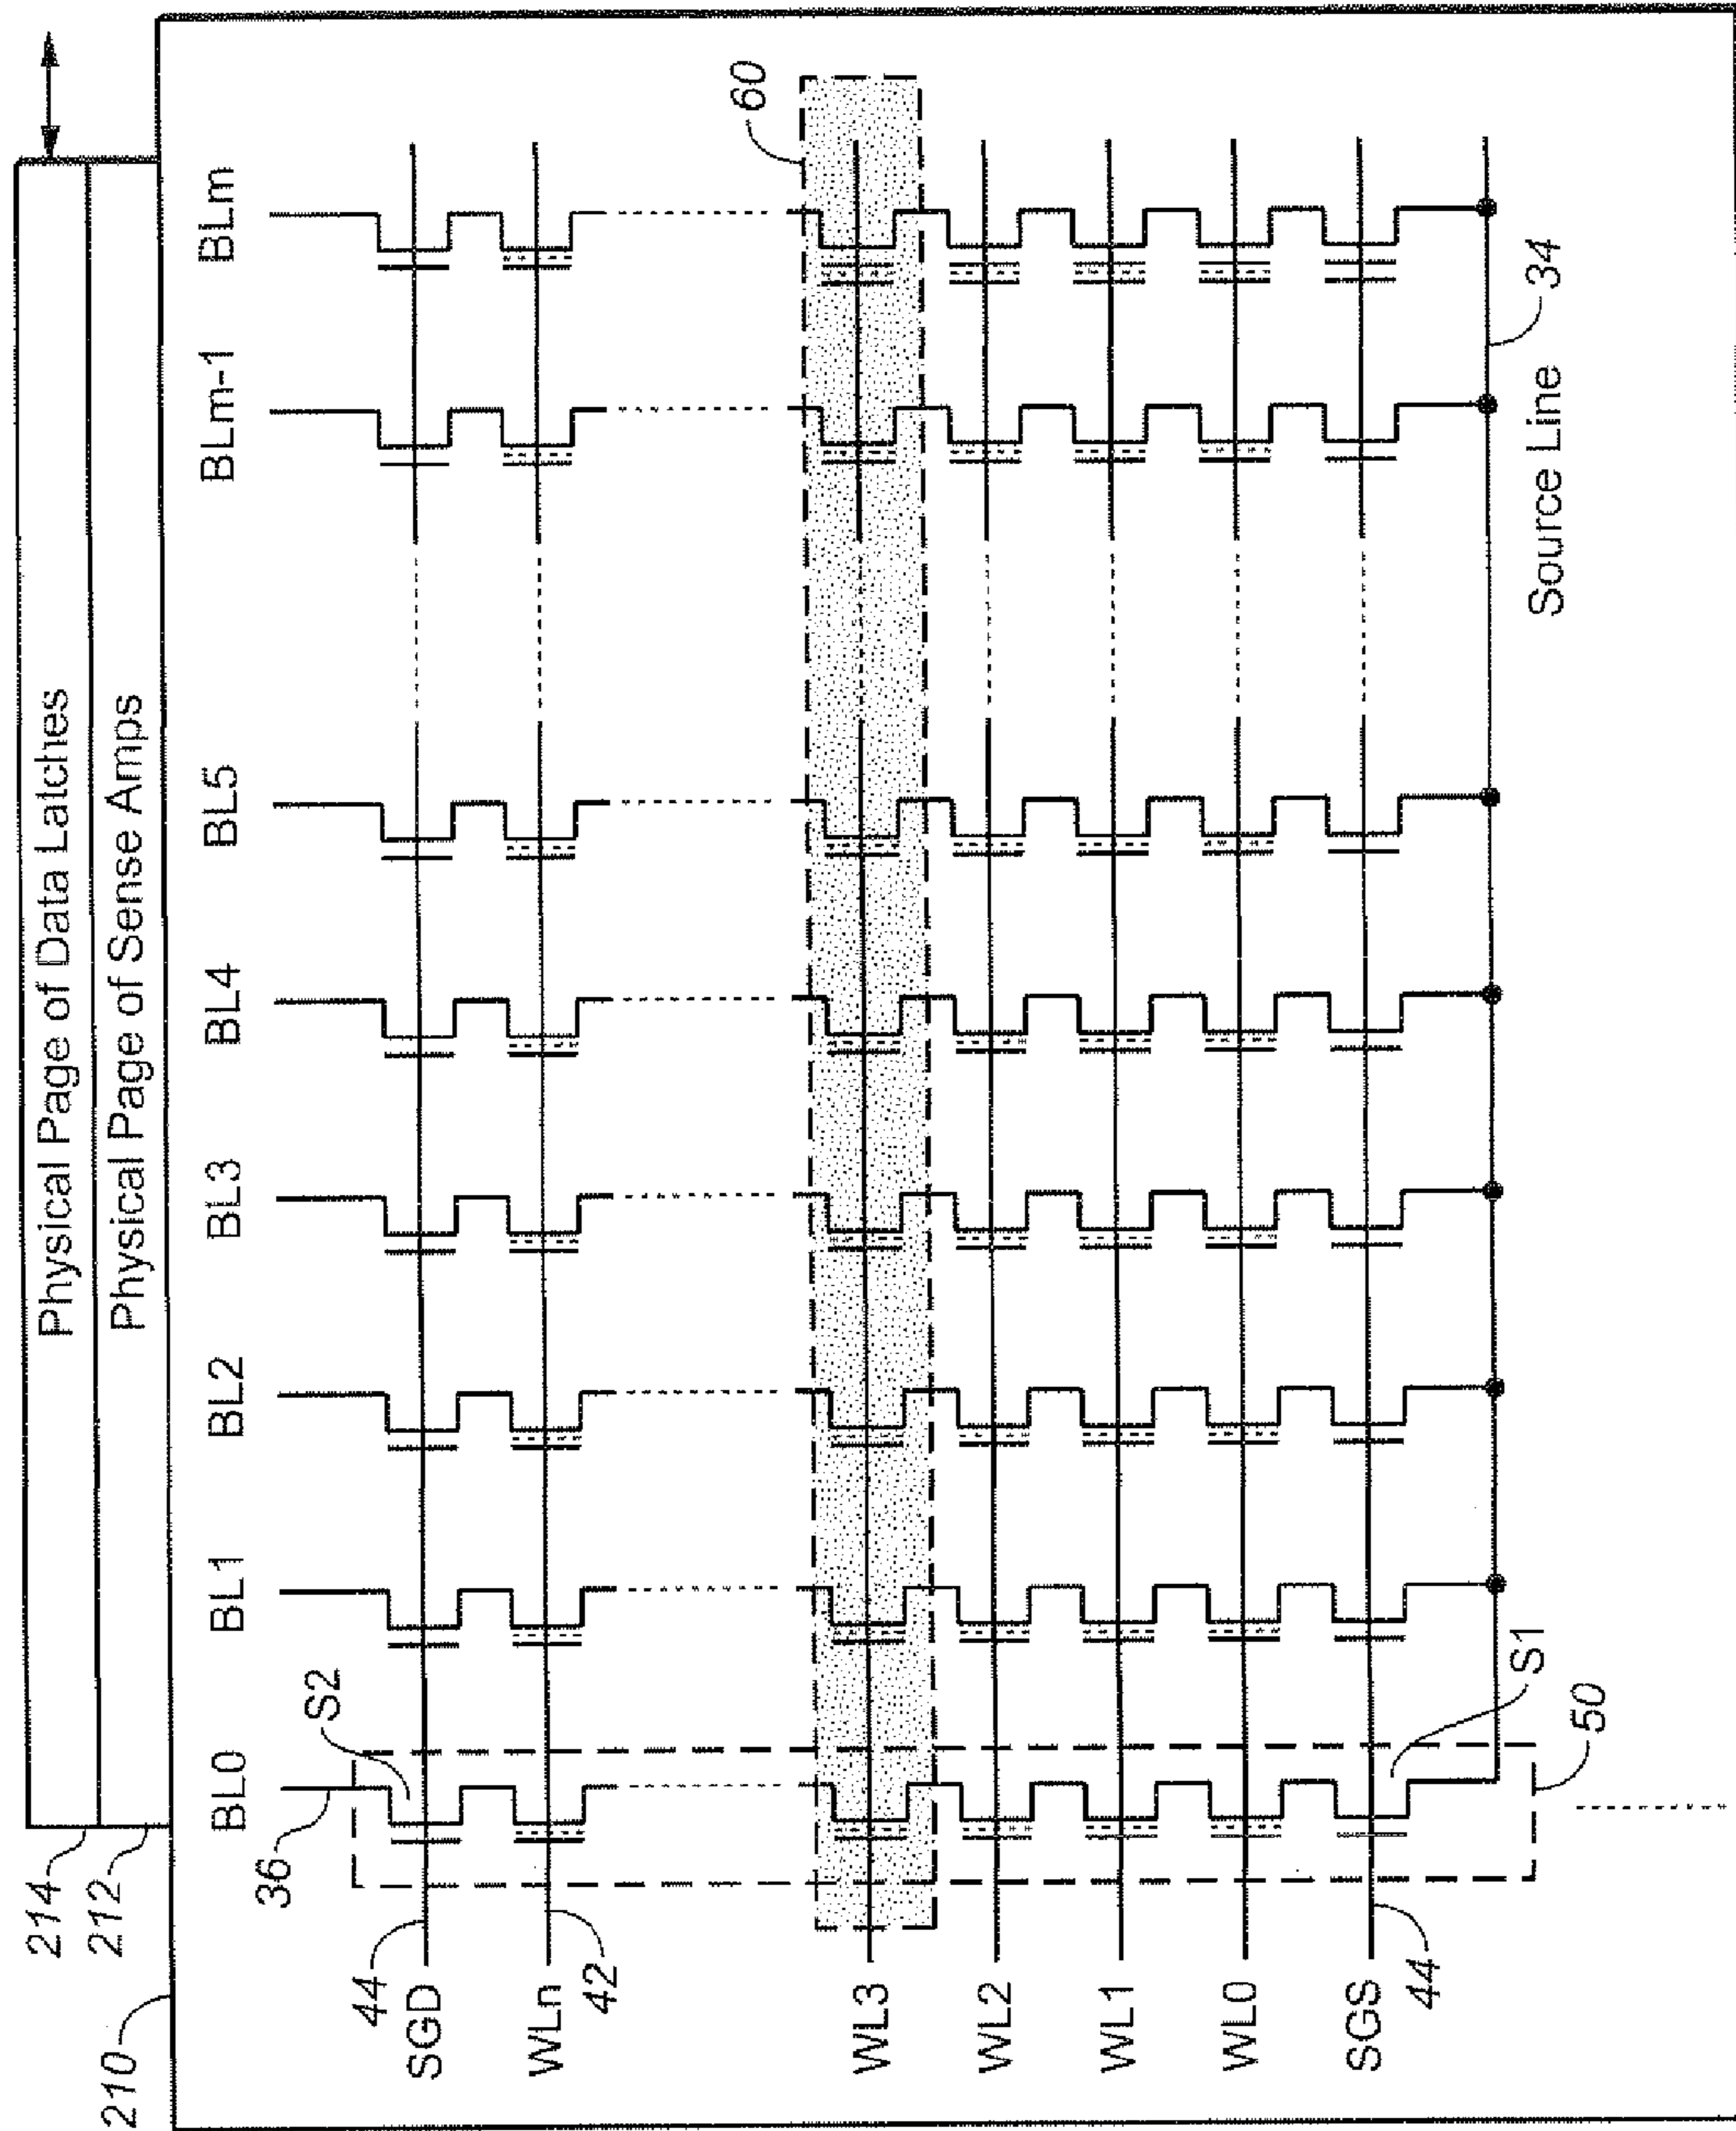 Physical Page of Data Latches
Physical Page of Sense Amps
214
212
210
BL0
BL1
BL2
BL3
BL4
BL5
BLm-1
BLm
36
S2
44
SGD
WLn
42
60
WL3
WL2
WL1
WL0
SGS
44
S1
50
34
Source Line